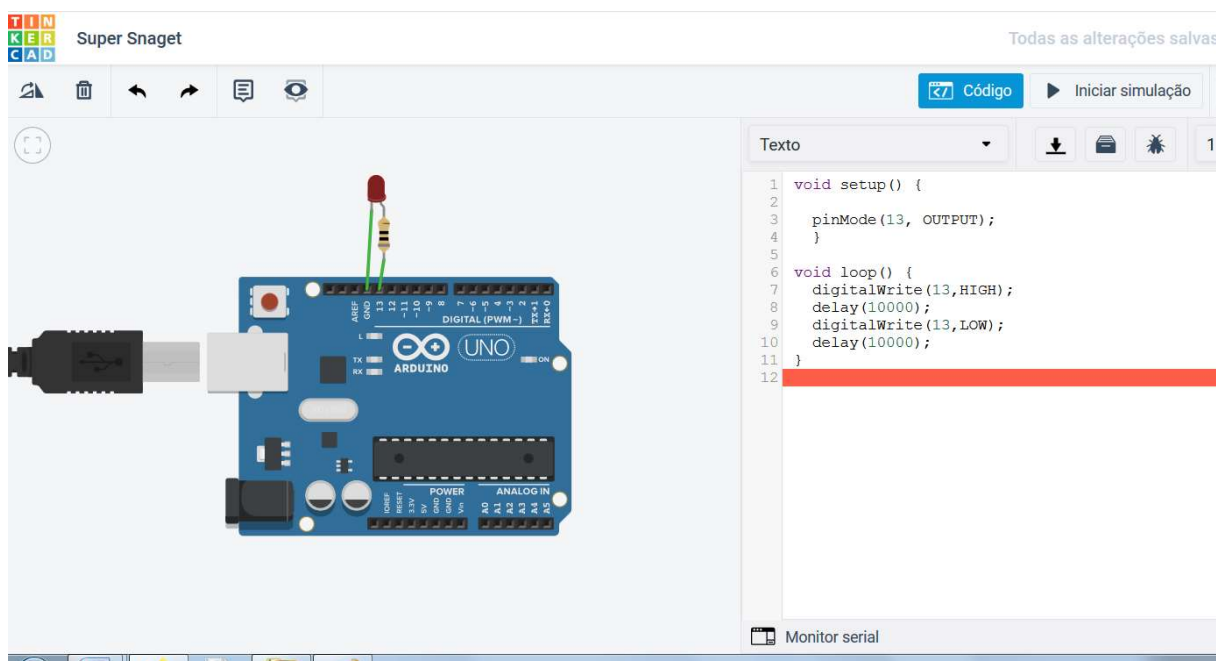 TIN
KER
CAD
Super Snaget
Todas as alterações salvas
Código
Iniciar simulação
Texto
1
1 void setup() {
2
3 pinMode(13, OUTPUT);
4 }
5
6 void loop() {
7 digitalWrite(13,HIGH);
8 delay(10000);
9 digitalWrite(13,LOW);
10 delay(10000);
11 }
12
AREF
GND
13
12
~11
~10
~9
8
7
~6
~5
4
~3
2
TX→1
RX←0
DIGITAL (PWM~)
L
TX
RX
UNO
ARDUINO
ON
POWER
ANALOG IN
IOREF
RESET
3.3V
5V
GND
GND
Vin
A0
A1
A2
A3
A4
A5
Monitor serial